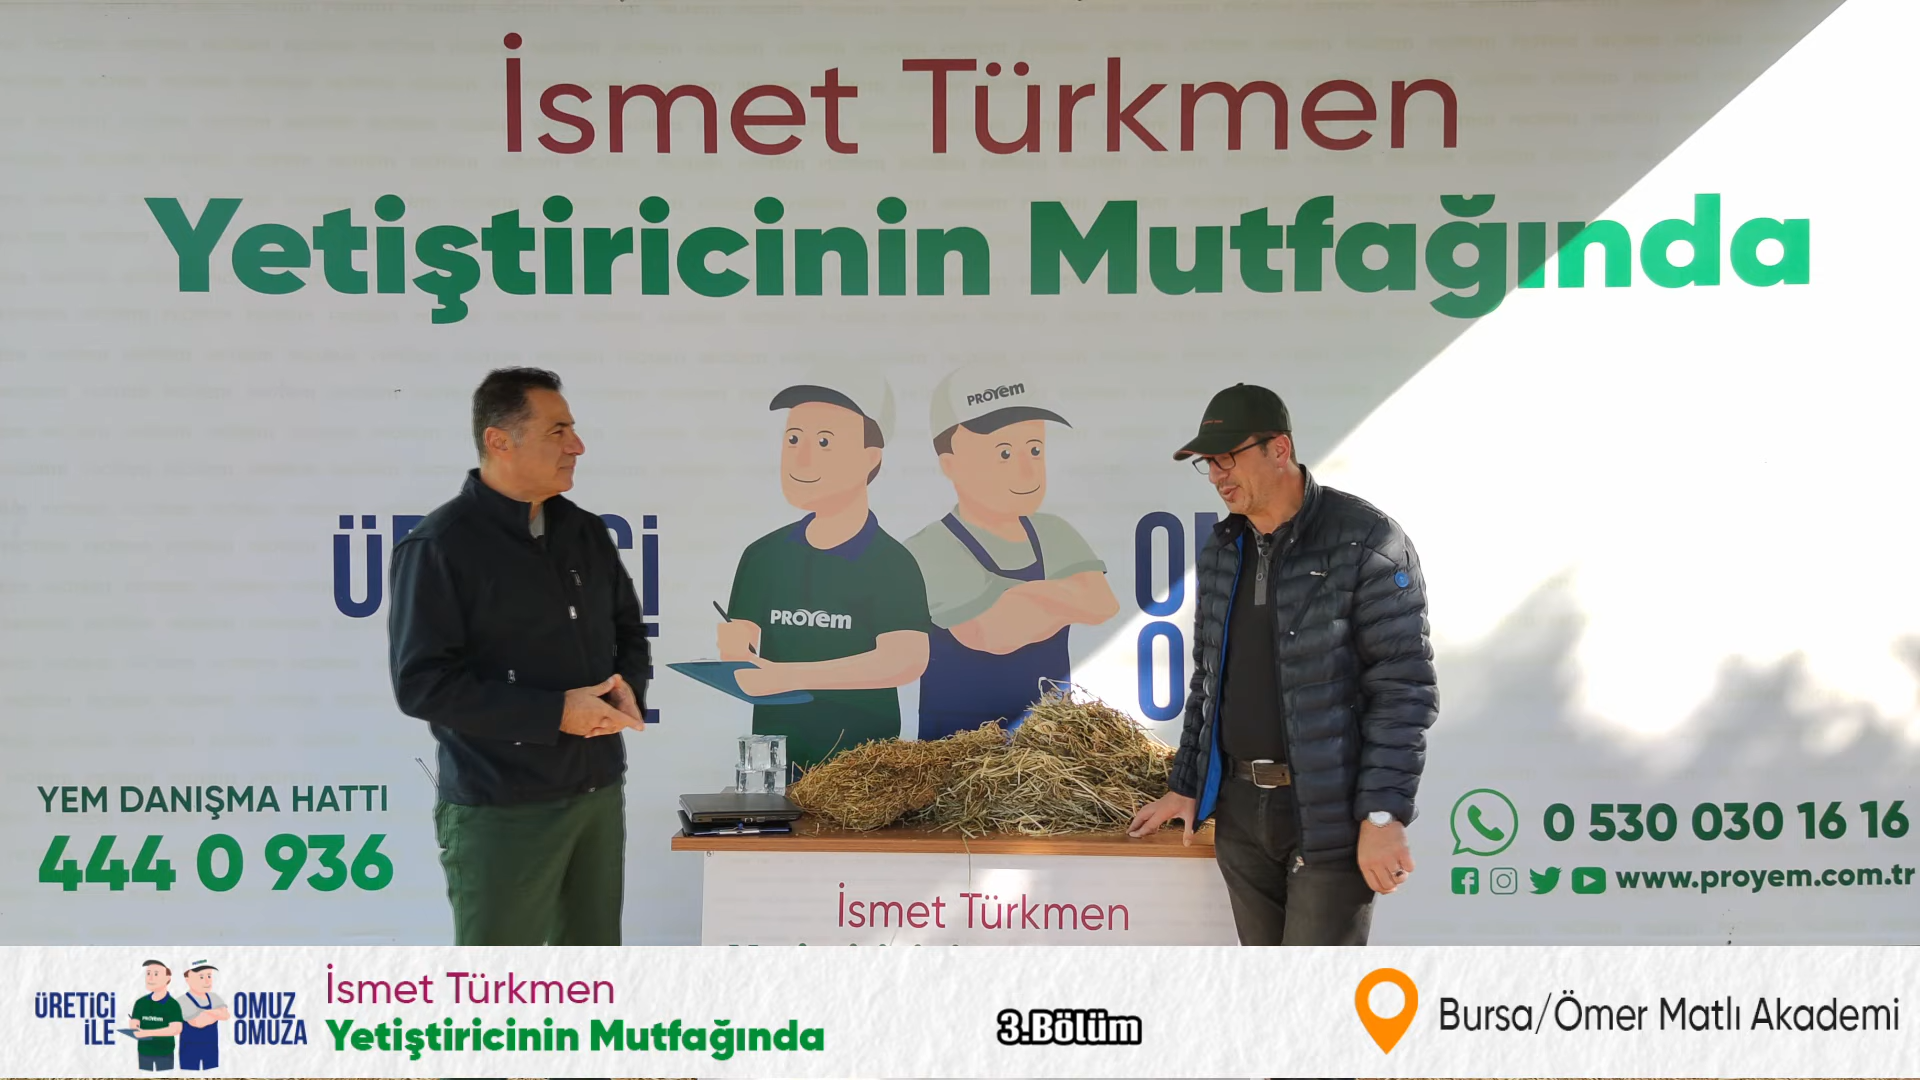 İsmet Türkmen
Yetiştiricinin Mutfağında
PROYem
PROYem
YEM DANIŞMA HATTI
444 0 936
0 530 030 16 16
www.proyem.com.tr
İsmet Türkmen
ÜRETİCİ
İLE
OMUZ
OMUZA
İsmet Türkmen
Yetiştiricinin Mutfağında
3.Bölüm
Bursa/Ömer Matlı Akademi